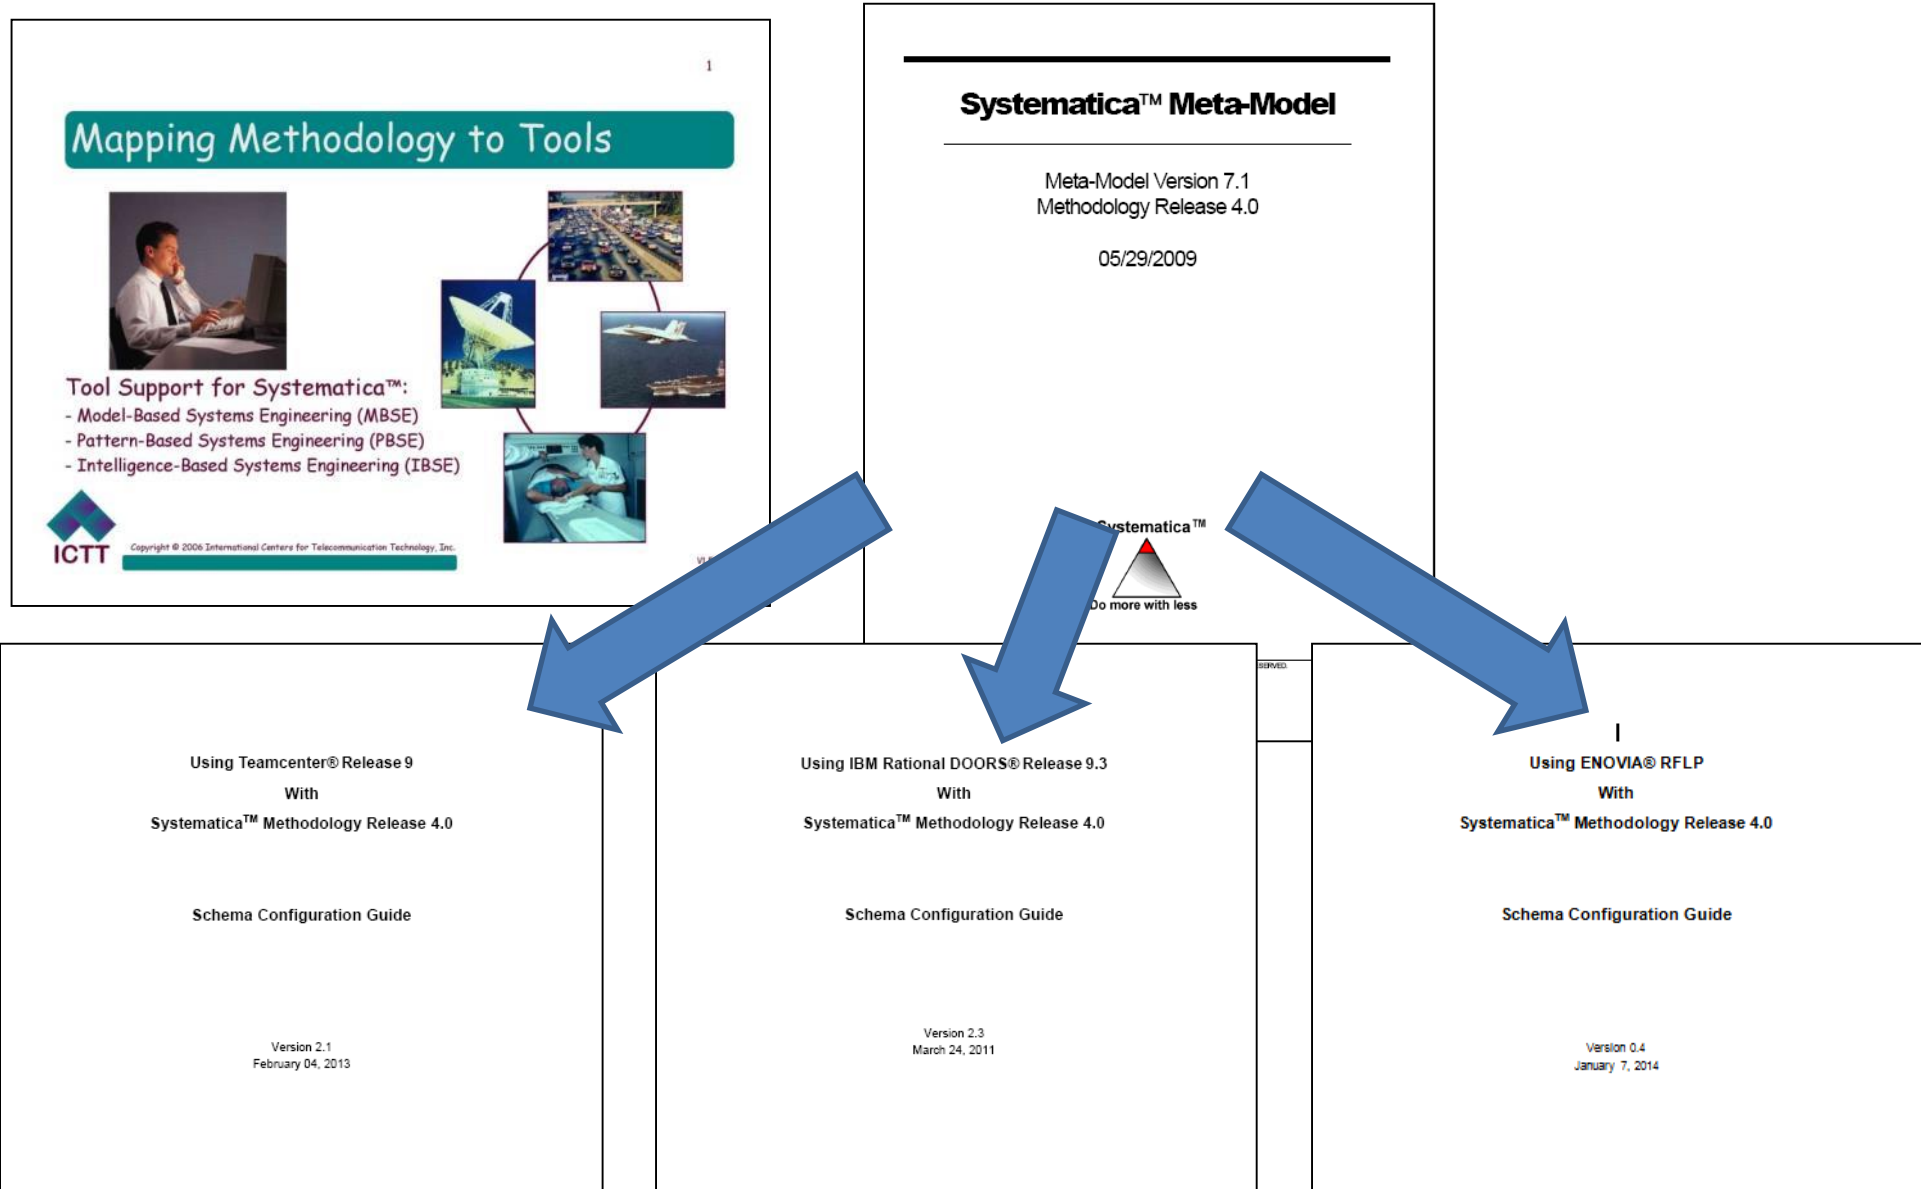 1
Mapping Methodology to Tools
Tool Support for Systematica™:
- Model-Based Systems Engineering (MBSE)
- Pattern-Based Systems Engineering (PBSE)
- Intelligence-Based Systems Engineering (IBSE)
ICTT
Copyright © 2006 International Centers for Telecommunication Technology, Inc.
Systematica™ Meta-Model
Meta-Model Version 7.1
Methodology Release 4.0
05/29/2009
Systematica™
Do more with less
Using Teamcenter® Release 9
With
Systematica™ Methodology Release 4.0
Schema Configuration Guide
Version 2.1
February 04, 2013
Using IBM Rational DOORS® Release 9.3
With
Systematica™ Methodology Release 4.0
Schema Configuration Guide
Version 2.3
March 24, 2011
Using ENOVIA® RFLP
With
Systematica™ Methodology Release 4.0
Schema Configuration Guide
Version 0.4
January 7, 2014